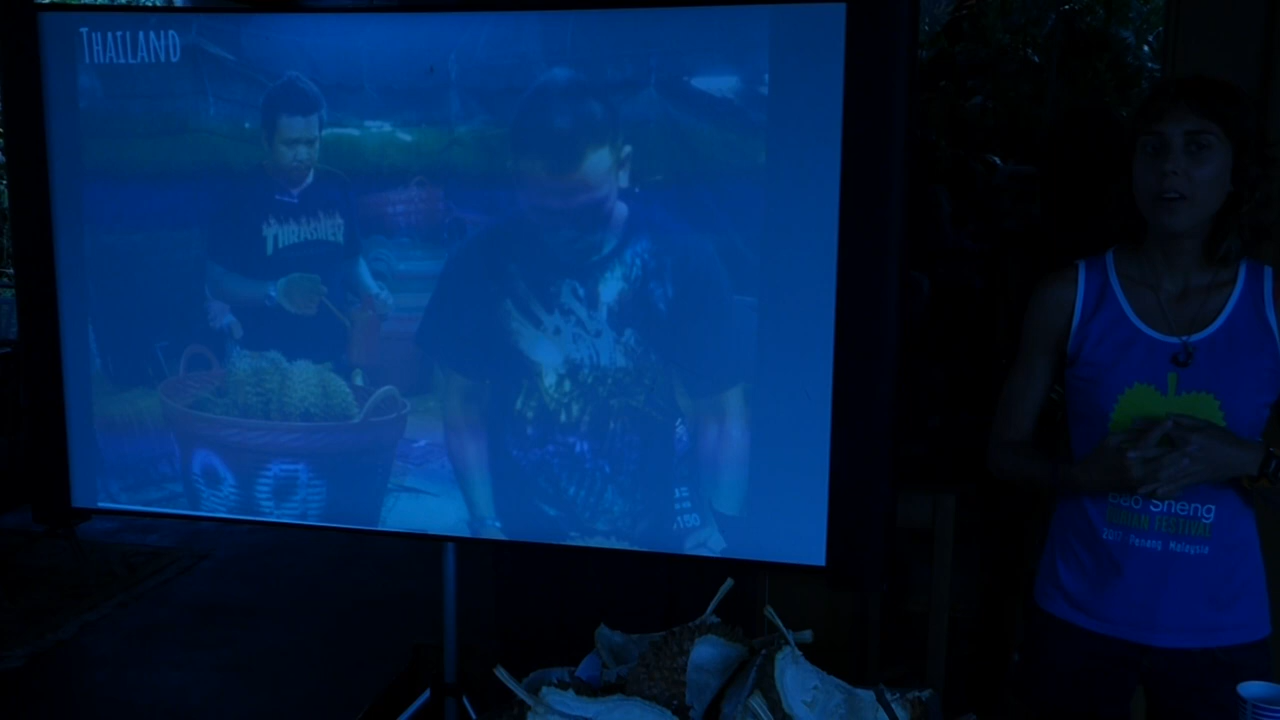 THAILAND
THRASHER
150
Bao Sheng
DURIAN FESTIVAL
2017 Penang Malaysia